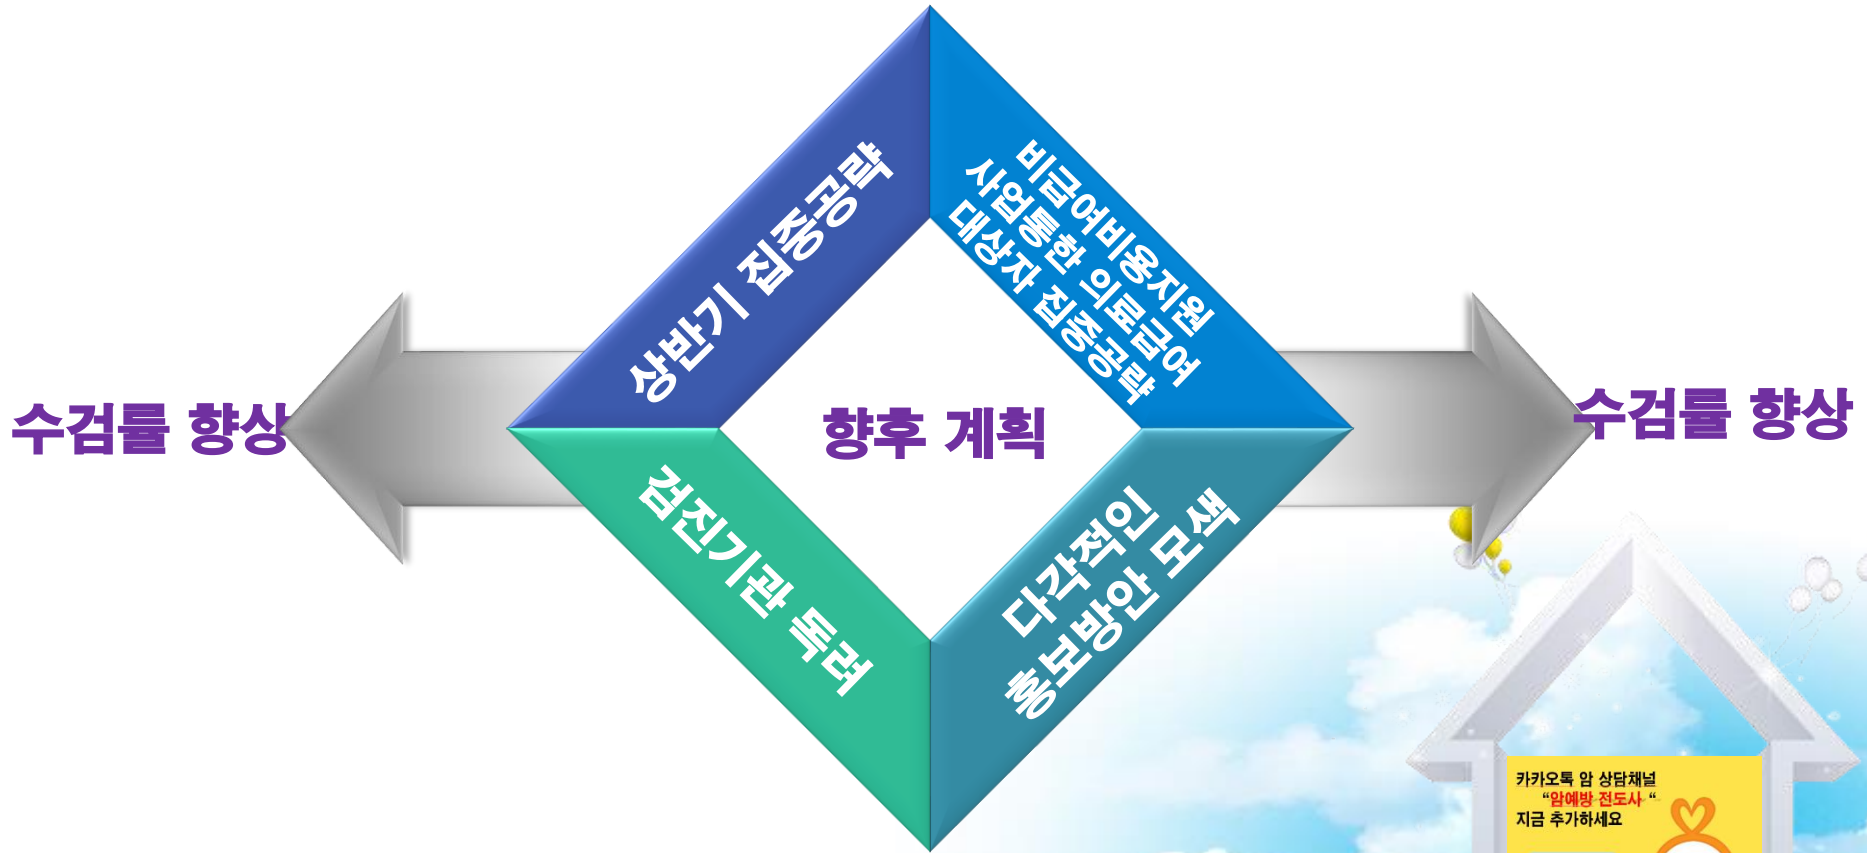 상반기 집중공략
비급여비용지원
사업통한 의료급여
대상자 집중공략
수검률 향상
향후 계획
수검률 향상
검진기관 독려
다각적인
홍보방안 모색
카카오톡 암 상담채널
“암예방 전도사 “
지금 추가하세요